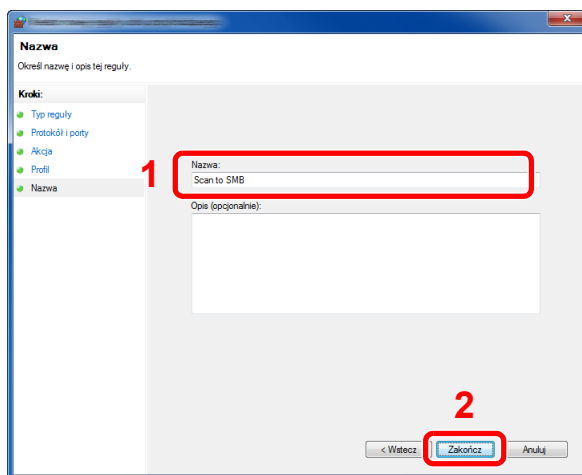 Nazwa
Określ nazwę i opis tej reguły.
Kroki:
Typ reguły
Protokół i porty
Akcja
Profil
Nazwa
1
Nazwa:
Scan to SMB
Opis (opcjonalnie):
2
< Wstecz
Zakończ
Anuluj